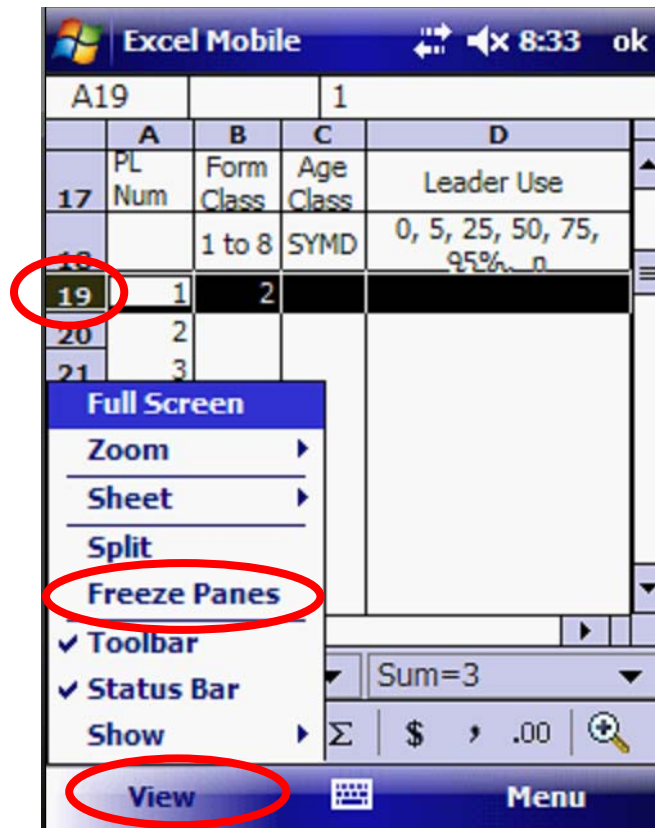 Excel Mobile 8:33 ok
A19 1
A B C D
17 PL Num Form Class Age Class Leader Use
18 1 to 8 SYMD 0, 5, 25, 50, 75, 95%, n
19 1 2
20 2
21 3
Full Screen
Zoom
Sheet
Split
Freeze Panes
Toolbar
Status Bar
Show
Sum=3
Σ $ , .00
View Menu